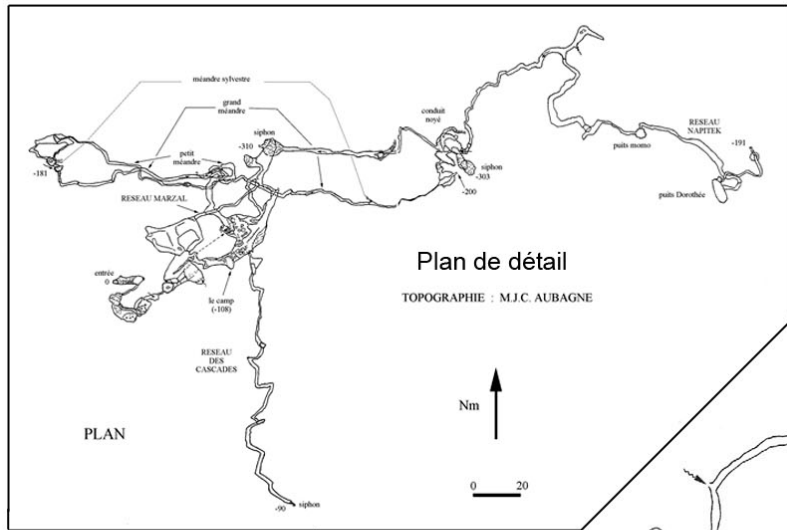 méandre sylvestre
grand
méandre
conduit
noyé
siphon
-310
RESEAU
NAPITEK
petit
méandre
puits momo
-191
-181
siphon
-303
-200
RESEAU MARZAL
puits Dorothée
Plan de détail
entrée
0
TOPOGRAPHIE : M.J.C. AUBAGNE
le camp
(-108)
RESEAU
DES
CASCADES
Nm
PLAN
0 20
-90 siphon